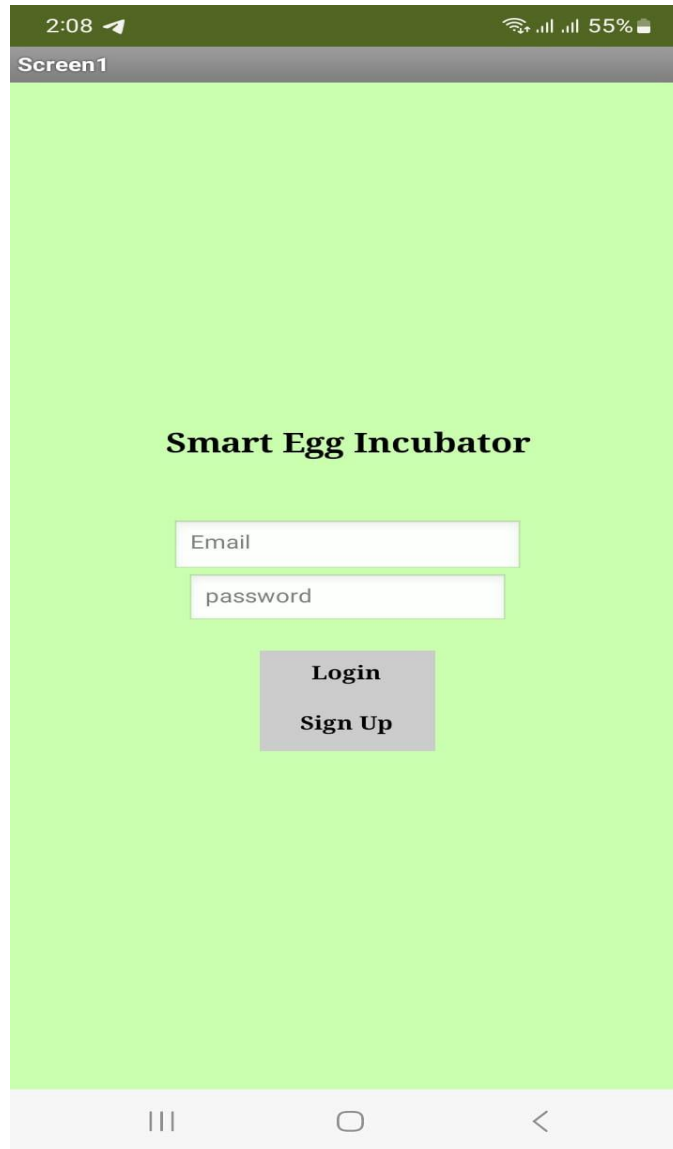 2:08 55%
Screen1
Smart Egg Incubator
Email
password
Login
Sign Up